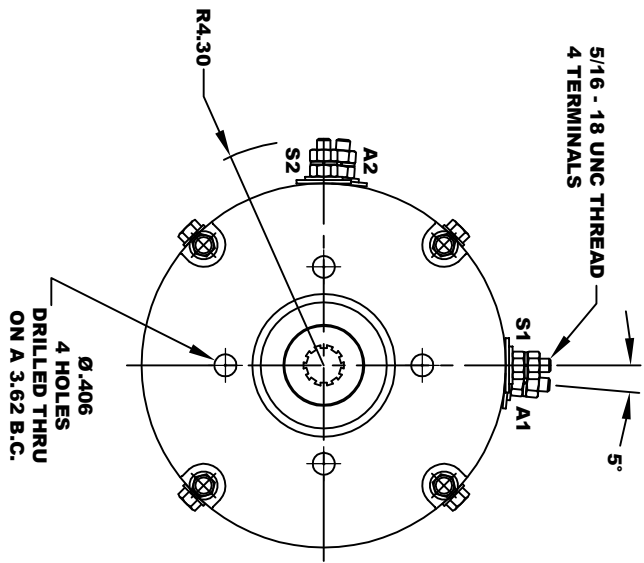 5/16 - 18 UNC THREAD
4 TERMINALS
R4.30
A2
S2
S1
A1
5°
Ø.406
4 HOLES
DRILLED THRU
ON A 3.62 B.C.